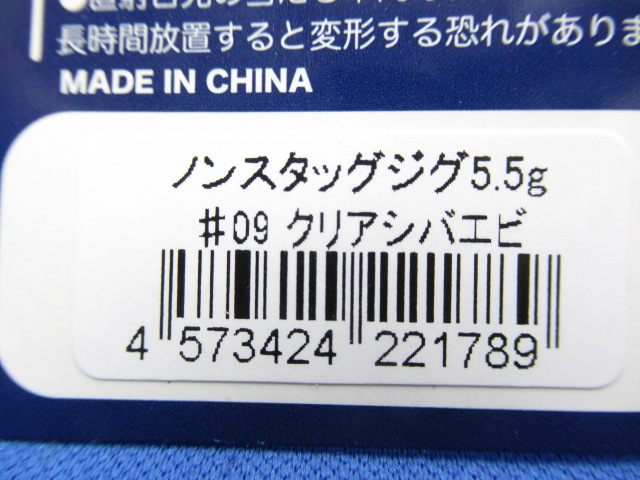 長時間放置すると変形する恐れがありま
MADE IN CHINA
ノンスタッグジグ5.5g
#09 クリアシバエビ
4 573424 221789